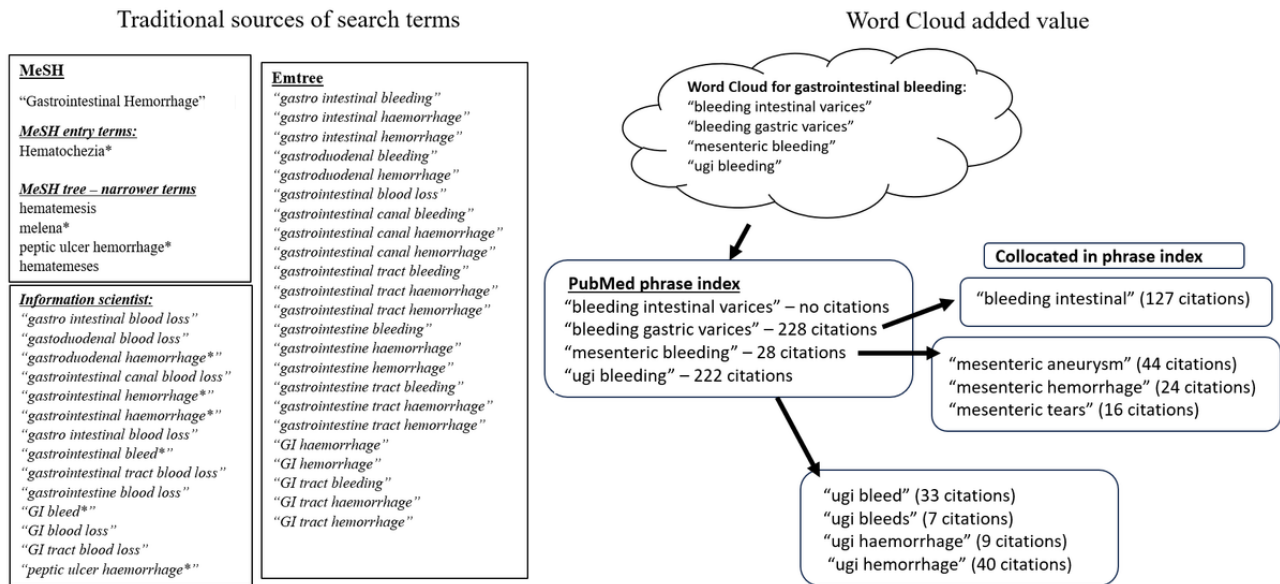 Traditional sources of search terms
Word Cloud added value
MeSH
“Gastrointestinal Hemorrhage”
MeSH entry terms:
Hematochezia*
MeSH tree – narrower terms
hematemesis
melena*
peptic ulcer hemorrhage*
hematemeses
Information scientist:
“gastro intestinal blood loss”
“gastoduodenal blood loss”
“gastroduodenal haemorrhage*”
“gastrointestinal canal blood loss”
“gastrointestinal hemorrhage*”
“gastrointestinal haemorrhage*”
“gastro intestinal blood loss”
“gastrointestinal bleed*”
“gastrointestinal tract blood loss”
“gastrointestine blood loss”
“GI bleed*”
“GI blood loss”
“GI tract blood loss”
“peptic ulcer haemorrhage*”
Emtree
“gastro intestinal bleeding”
“gastro intestinal haemorrhage”
“gastro intestinal hemorrhage”
“gastroduodenal bleeding”
“gastroduodenal hemorrhage”
“gastrointestinal blood loss”
“gastrointestinal canal bleeding”
“gastrointestinal canal haemorrhage”
“gastrointestinal canal hemorrhage”
“gastrointestinal tract bleeding”
“gastrointestinal tract haemorrhage”
“gastrointestinal tract hemorrhage”
“gastrointestine bleeding”
“gastrointestine haemorrhage”
“gastrointestine hemorrhage”
“gastrointestine tract bleeding”
“gastrointestine tract haemorrhage”
“gastrointestine tract hemorrhage”
“GI haemorrhage”
“GI hemorrhage”
“GI tract bleeding”
“GI tract haemorrhage”
“GI tract hemorrhage”
Word Cloud for gastrointestinal bleeding:
“bleeding intestinal varices”
“bleeding gastric varices”
“mesenteric bleeding”
“ugi bleeding”
PubMed phrase index
“bleeding intestinal varices” – no citations
“bleeding gastric varices” – 228 citations
“mesenteric bleeding” – 28 citations
“ugi bleeding” – 222 citations
Collocated in phrase index
“bleeding intestinal” (127 citations)
“mesenteric aneurysm” (44 citations)
“mesenteric hemorrhage” (24 citations)
“mesenteric tears” (16 citations)
“ugi bleed” (33 citations)
“ugi bleeds” (7 citations)
“ugi haemorrhage” (9 citations)
“ugi hemorrhage” (40 citations)